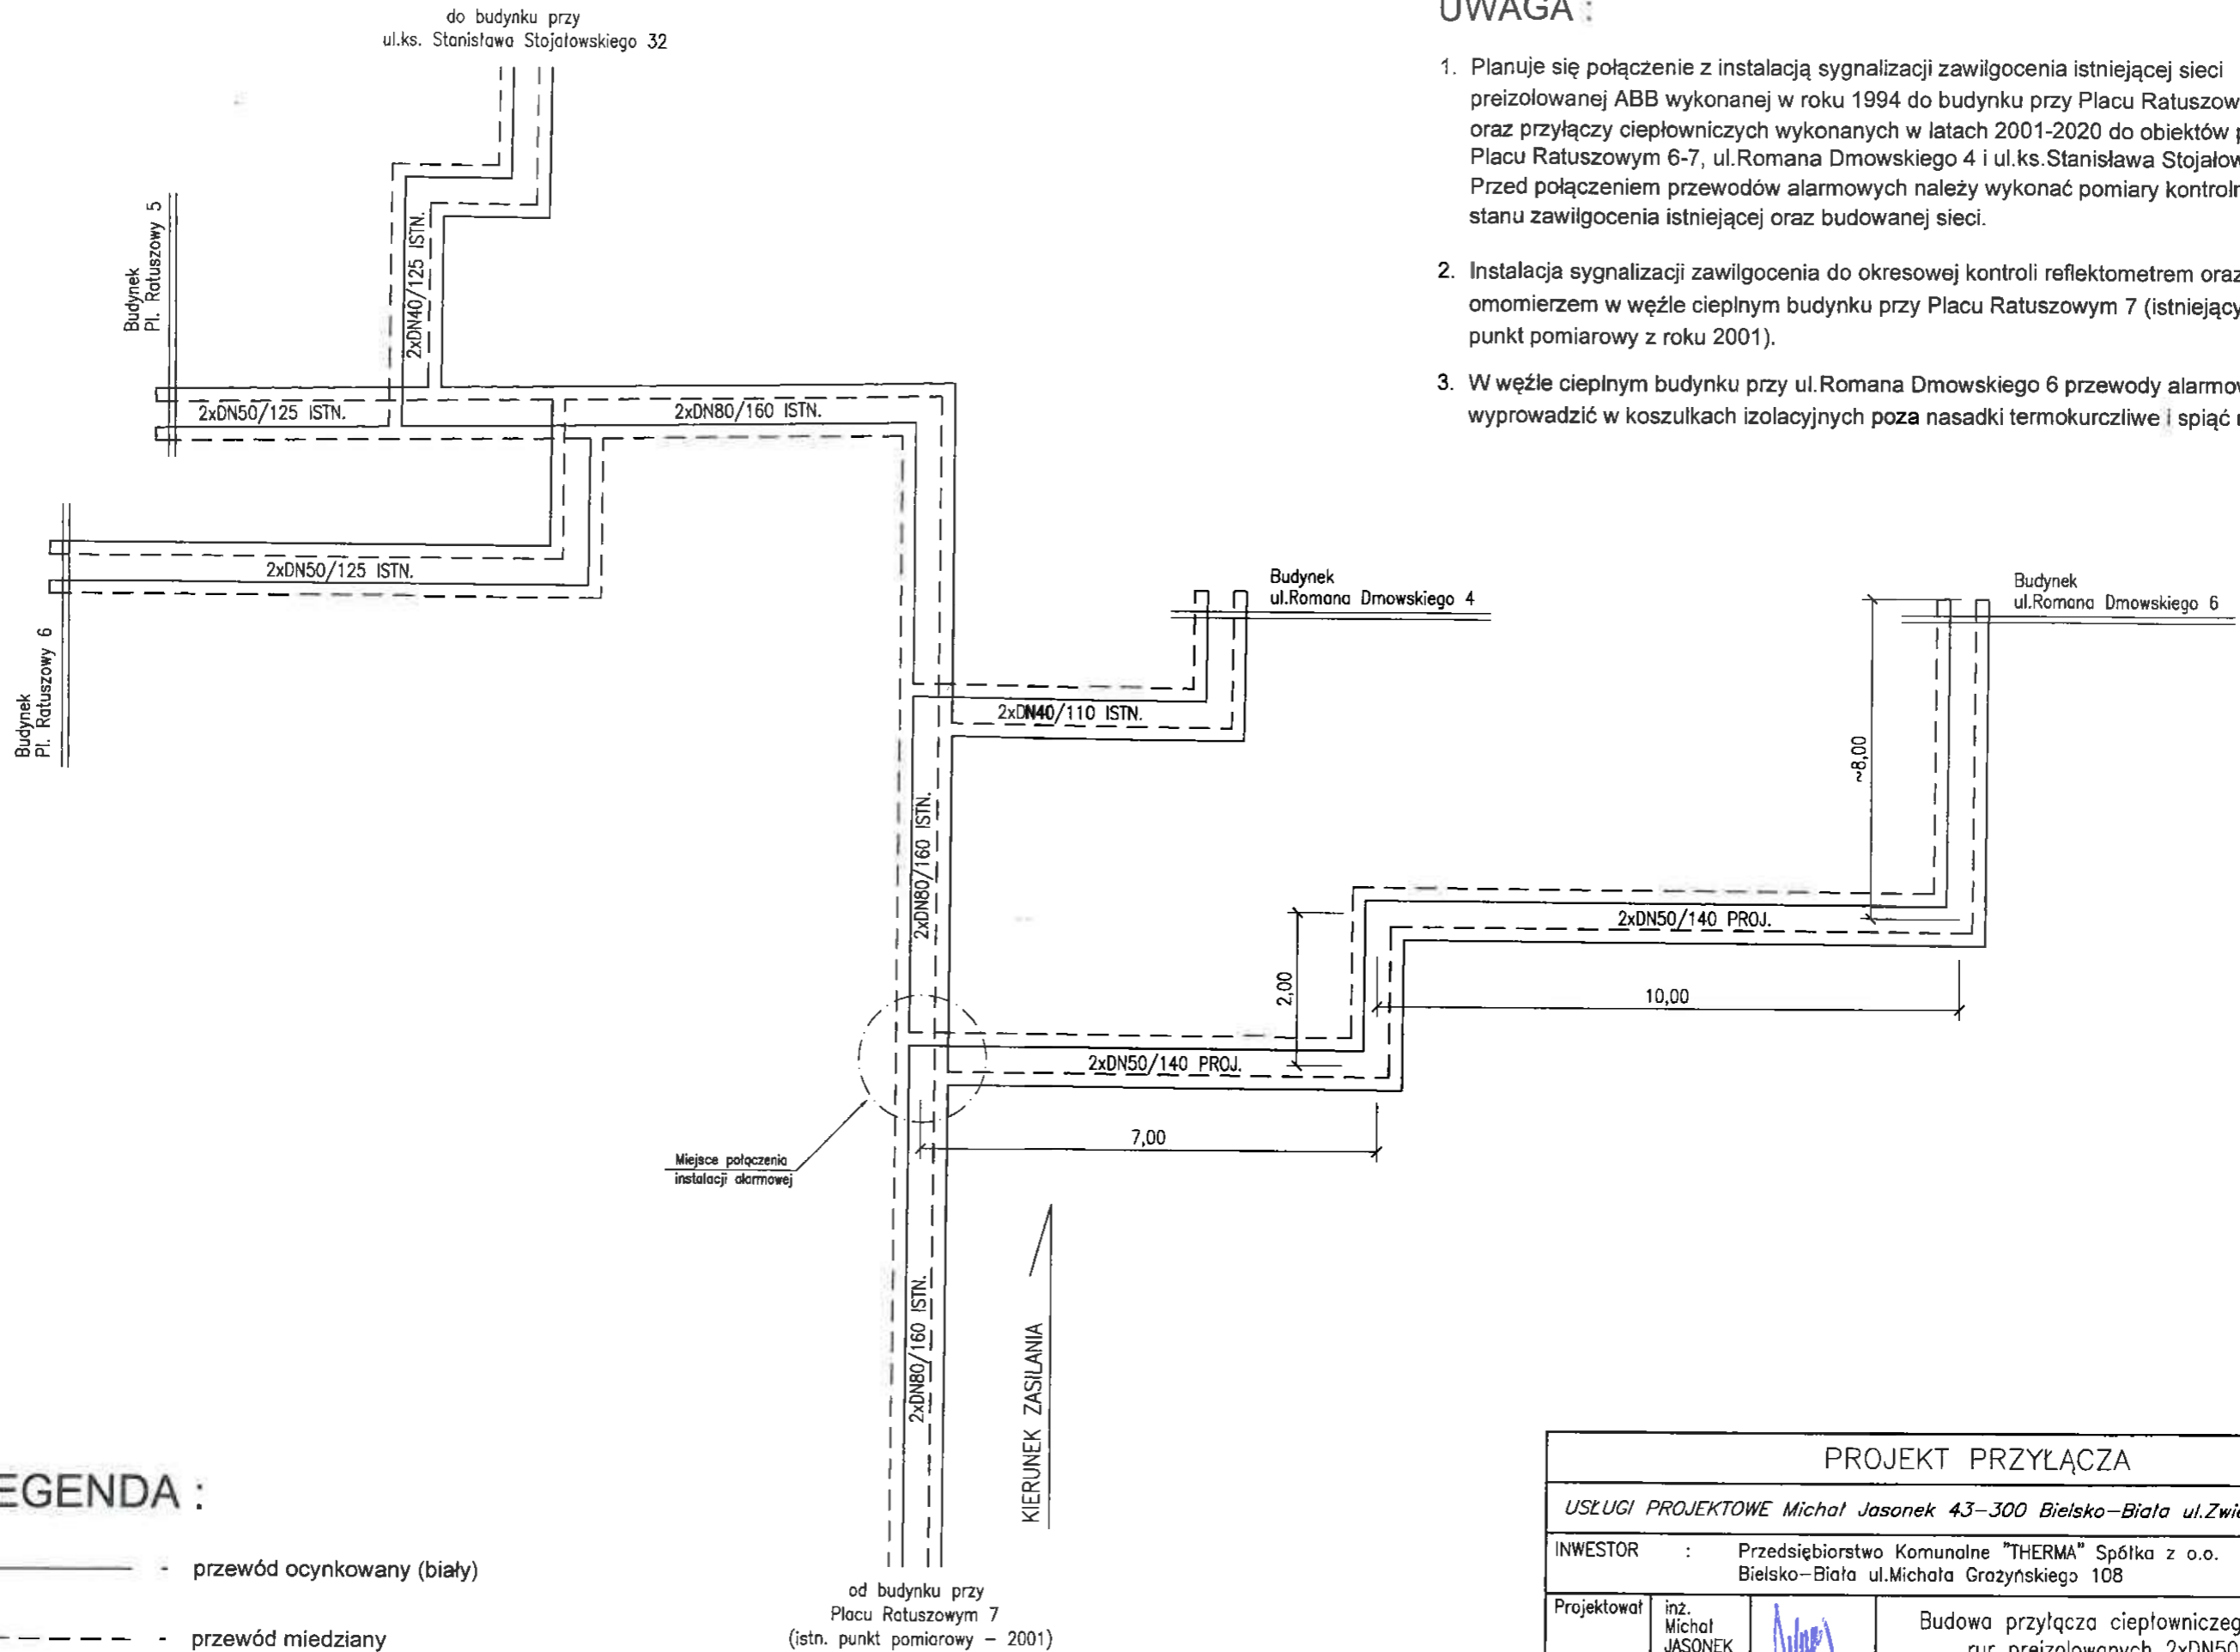 do budynku przy
ul.ks. Stanisława Stojałowskiego 32
UWAGA :
1. Planuje się połączenie z instalacją sygnalizacji zawilgocenia istniejącej sieci
preizolowanej ABB wykonanej w roku 1994 do budynku przy Placu
oraz przyłączy ciepłowniczych wykonanych w latach 2001-2020 do obiektów
Placu Ratuszowym 6-7, ul.Romana Dmowskiego 4 i ul.ks.Stanisława
Przed połączeniem przewodów alarmowych należy wykonać pomiary
stanu zawilgocenia istniejącej oraz budowanej sieci.
2. Instalacja sygnalizacji zawilgocenia do okresowej kontroli reflektometrem oraz
omomierzem w węźle cieplnym budynku przy Placu Ratuszowym 7 (istniejący
punkt pomiarowy z roku 2001).
3. W węźle cieplnym budynku przy ul.Romana Dmowskiego 6 przewody
wyprowadzić w koszulkach izolacyjnych poza nasadki termokurczliwe i spiąć
Budynek
Pl. Ratuszowy 5
2xDN40/125 ISTN.
2xDN50/125 ISTN.
2xDN80/160 ISTN.
2xDN50/125 ISTN.
Budynek
Pl. Ratuszowy 6
Budynek
ul.Romana Dmowskiego 4
Budynek
ul.Romana Dmowskiego 6
2xDN40/110 ISTN.
~8,00
2xDN80/160 ISTN.
2xDN50/140 PROJ.
2,00
10,00
2xDN50/140 PROJ.
7,00
Miejsce połączenia
instalacji alarmowej
2xDN80/160 ISTN.
KIERUNEK ZASILANIA
EGENDA :
- przewód ocynkowany (biały)
- przewód miedziany
od budynku przy
Placu Ratuszowym 7
(istn. punkt pomiarowy – 2001)
PROJEKT PRZYŁĄCZA
USŁUGI PROJEKTOWE Michał Jasonek 43-300 Bielsko-Biała
INWESTOR : Przedsiębiorstwo Komunalne "THERMA" Spółka z o.o.
Bielsko-Biała ul.Michała Grażyńskiego 108
Projektował
inż.
Michał
JASONEK
Budowa przyłącza
rur preizolowanych 2xDN50